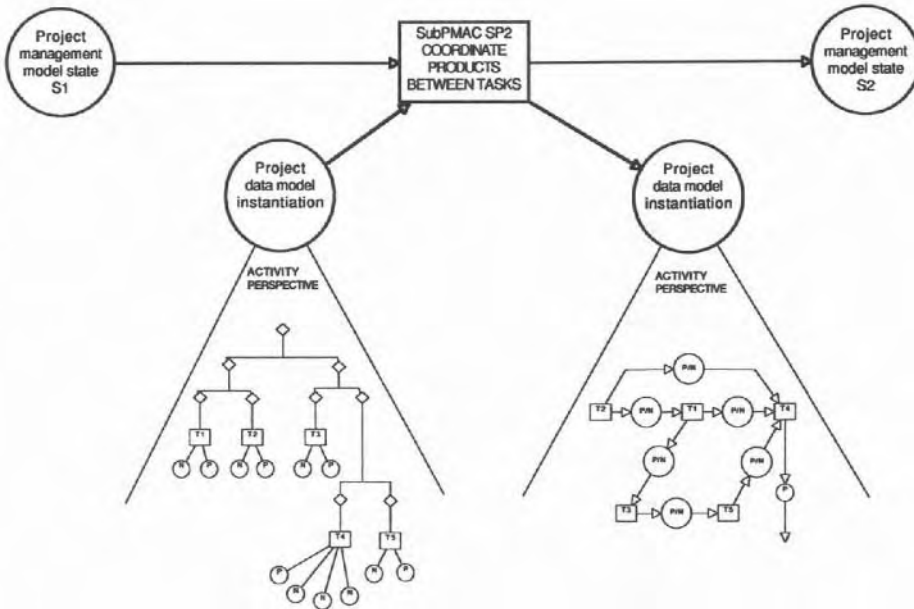 Project
management
model state
S1
SubPMAC SP2
COORDINATE
PRODUCTS
BETWEEN TASKS
Project
management
model state
S2
Project
data model
instantiation
Project
data model
instantiation
ACTIVITY
PERSPECTIVE
ACTIVITY
PERSPECTIVE
T1
T2
T3
N
P
N
P
N
P
T4
T5
P
N
N
N
N
P
P/N
T2
P/N
T1
P/N
T4
P/N
P/N
P
T3
P/N
T5